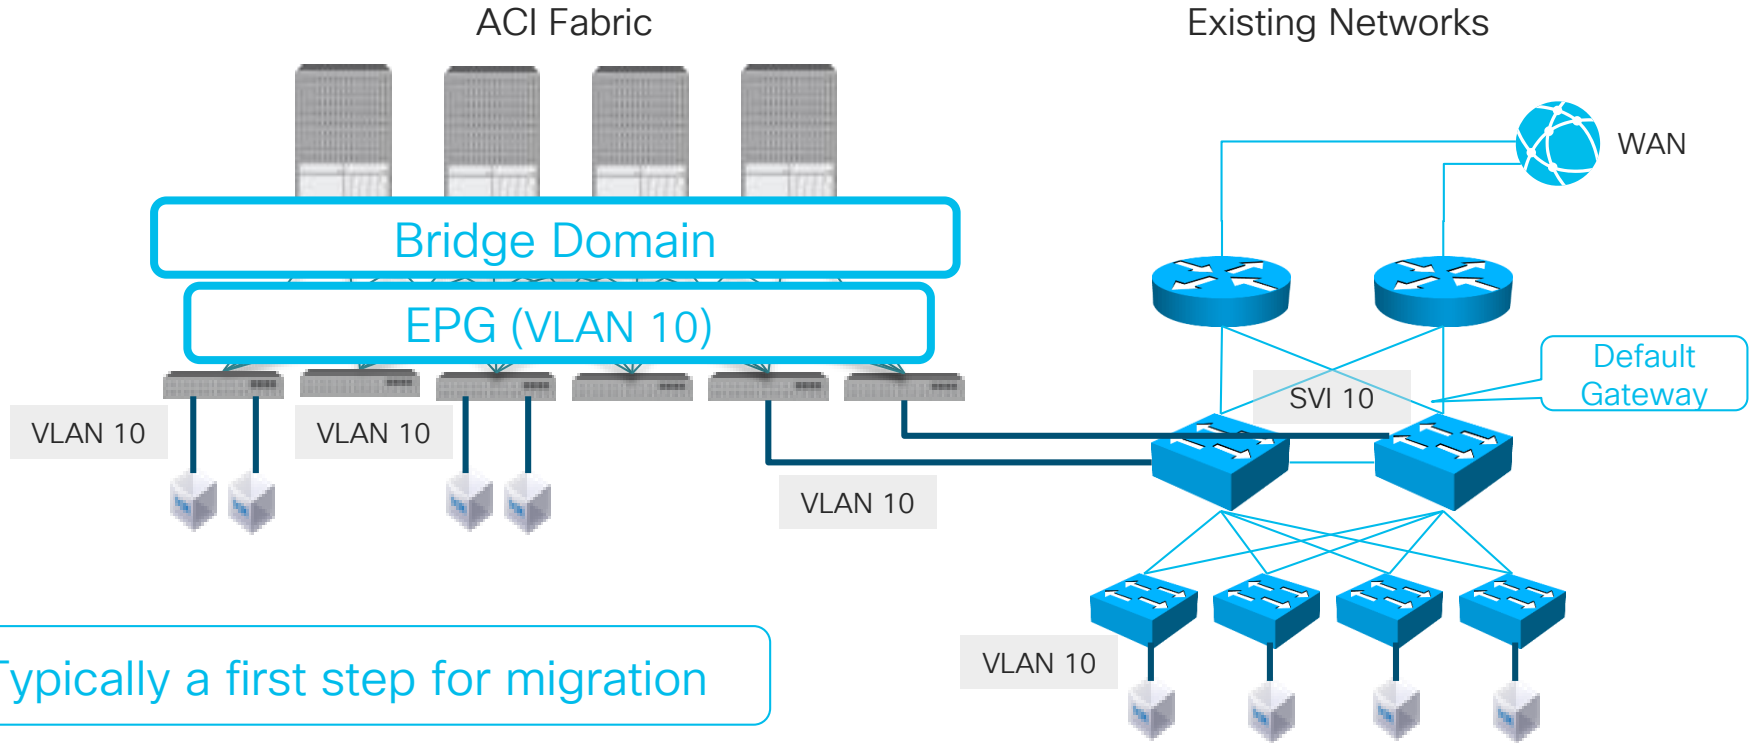 ACI Fabric
Existing Networks
WAN
Bridge Domain
EPG (VLAN 10)
Default
Gateway
SVI 10
VLAN 10
VLAN 10
VLAN 10
VLAN 10
Typically a first step for migration